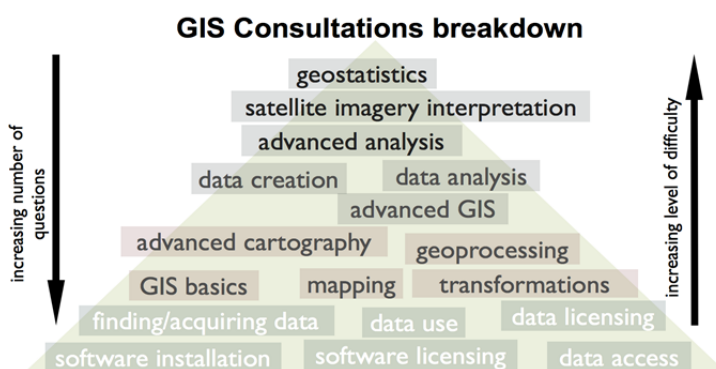 GIS Consultations breakdown
geostatistics
satellite imagery interpretation
advanced analysis
data creation
data analysis
advanced GIS
advanced cartography
geoprocessing
GIS basics
mapping
transformations
finding/acquiring data
data use
data licensing
software installation
software licensing
data access
increasing number of
questions
increasing level of difficulty